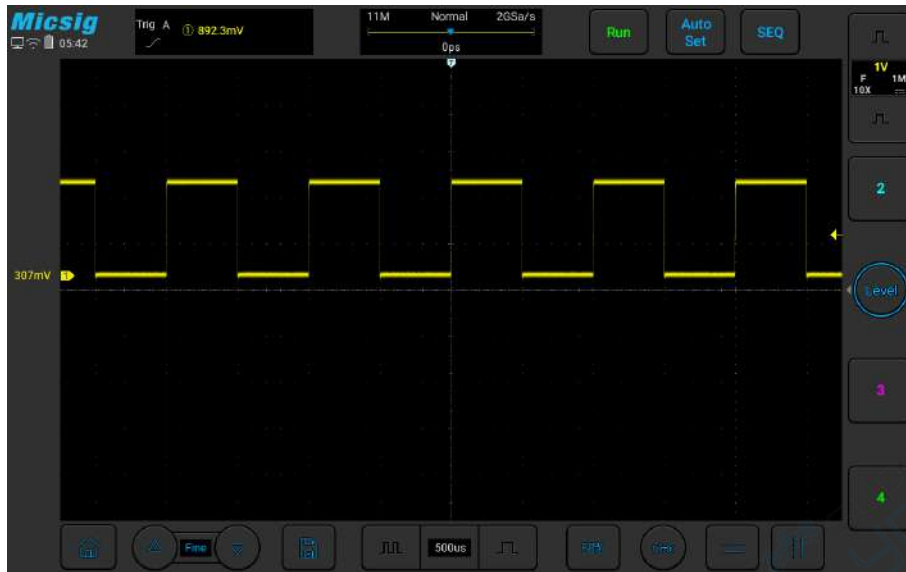 Micsig
05:42
Trig A ① 892.3mV
11M Normal 2GSa/s
0ps
Run
Auto
Set
SEQ
T
1V
F 1M
10X
2
307mV 1
Level
3
4
Fine
500us